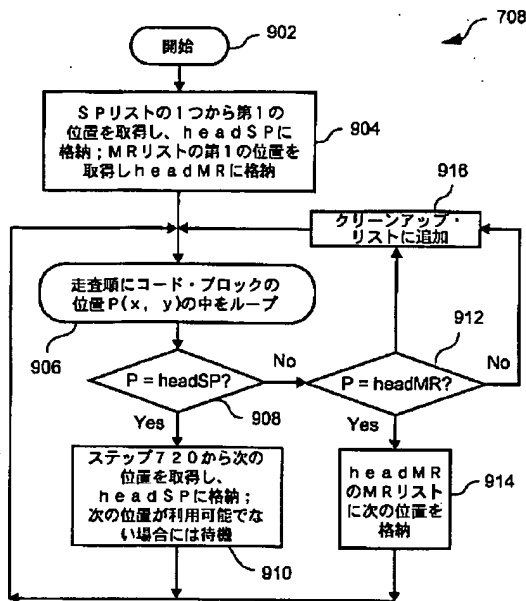 708
開始
902
SPリストの1つから第1の
位置を取得し、headSPに
格納；MRリストの第1の位置を
取得しheadMRに格納
904
916
クリーンアップ・
リストに追加
走査順にコード・ブロックの
位置P(x, y)の中をループ
906
912
P = headSP?
No
P = headMR?
No
908
Yes
Yes
ステップ720から次の
位置を取得し、
headSPに格納；
次の位置が利用可能でな
い場合には待機
910
headMR
のMRリスト
に次の位置を
格納
914